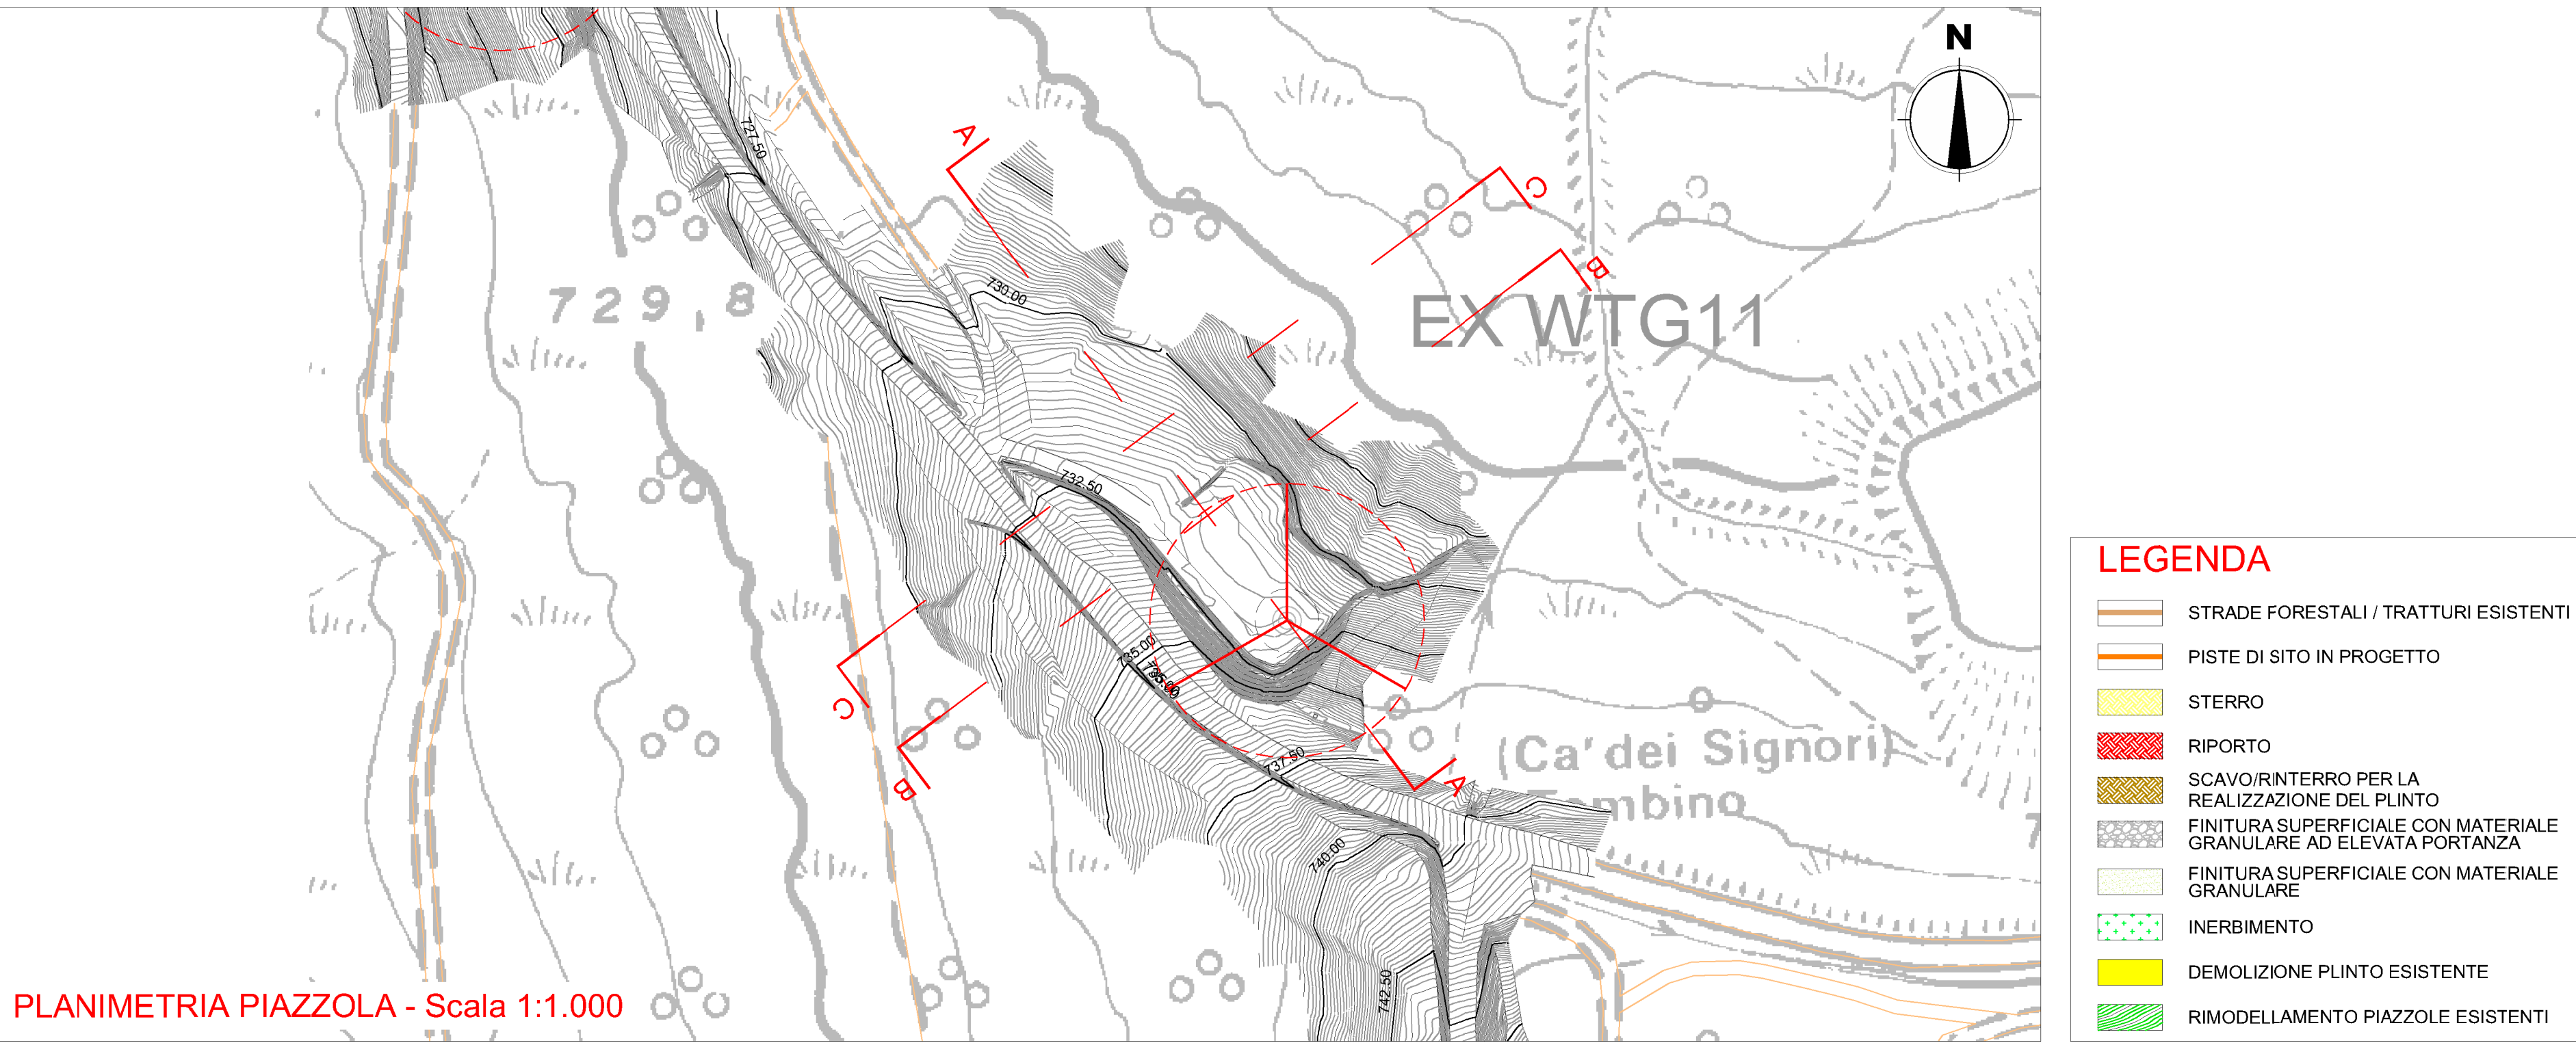 N
A
C
727.50
B
730.00
729,8
EX WTG11
732.50
A
735.00
735.00
C
B
(Ca' dei Signori)
737.50
A
740.00
742.50
PLANIMETRIA PIAZZOLA - Scala 1:1.000
LEGENDA
STRADE FORESTALI / TRATTURI ESISTENTI
PISTE DI SITO IN PROGETTO
STERRO
RIPORTO
SCAVO/RINTERRO PER LA
REALIZZAZIONE DEL PLINTO
FINITURA SUPERFICIALE CON MATERIALE
GRANULARE AD ELEVATA PORTANZA
FINITURA SUPERFICIALE CON MATERIALE
GRANULARE
INERBIMENTO
DEMOLIZIONE PLINTO ESISTENTE
RIMODELLAMENTO PIAZZOLE ESISTENTI